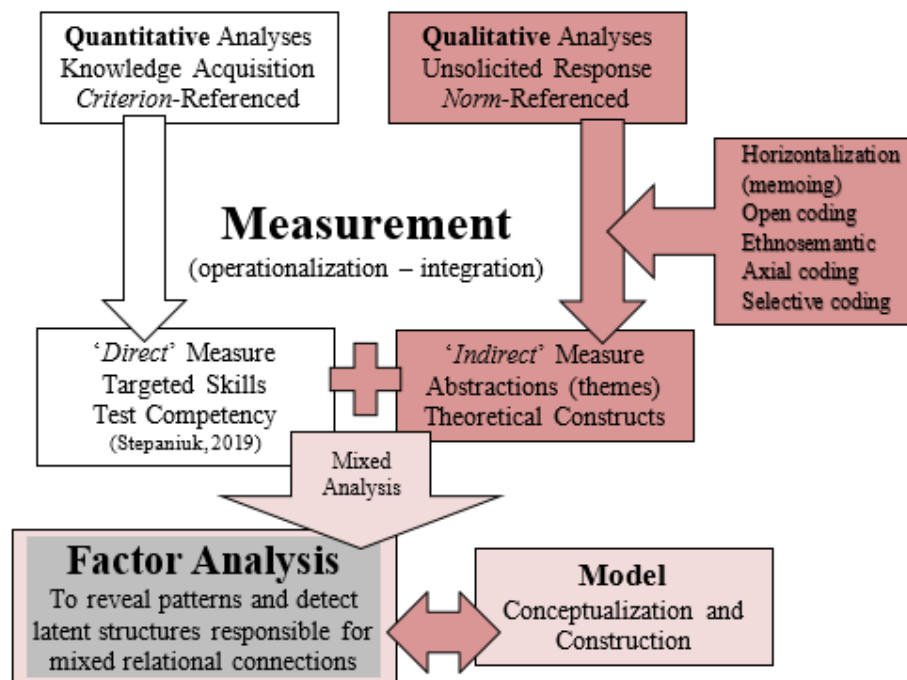 Quantitative Analyses
Knowledge Acquisition
Criterion-Referenced
Qualitative Analyses
Unsolicited Response
Norm-Referenced
Horizontalization
(memoing)
Open coding
Ethnosemantic
Axial coding
Selective coding
Measurement
(operationalization – integration)
‘Direct’ Measure
Targeted Skills
Test Competency
(Stepaniuk, 2019)
‘Indirect’ Measure
Abstractions (themes)
Theoretical Constructs
Mixed
Analysis
Factor Analysis
To reveal patterns and detect
latent structures responsible for
mixed relational connections
Model
Conceptualization and
Construction